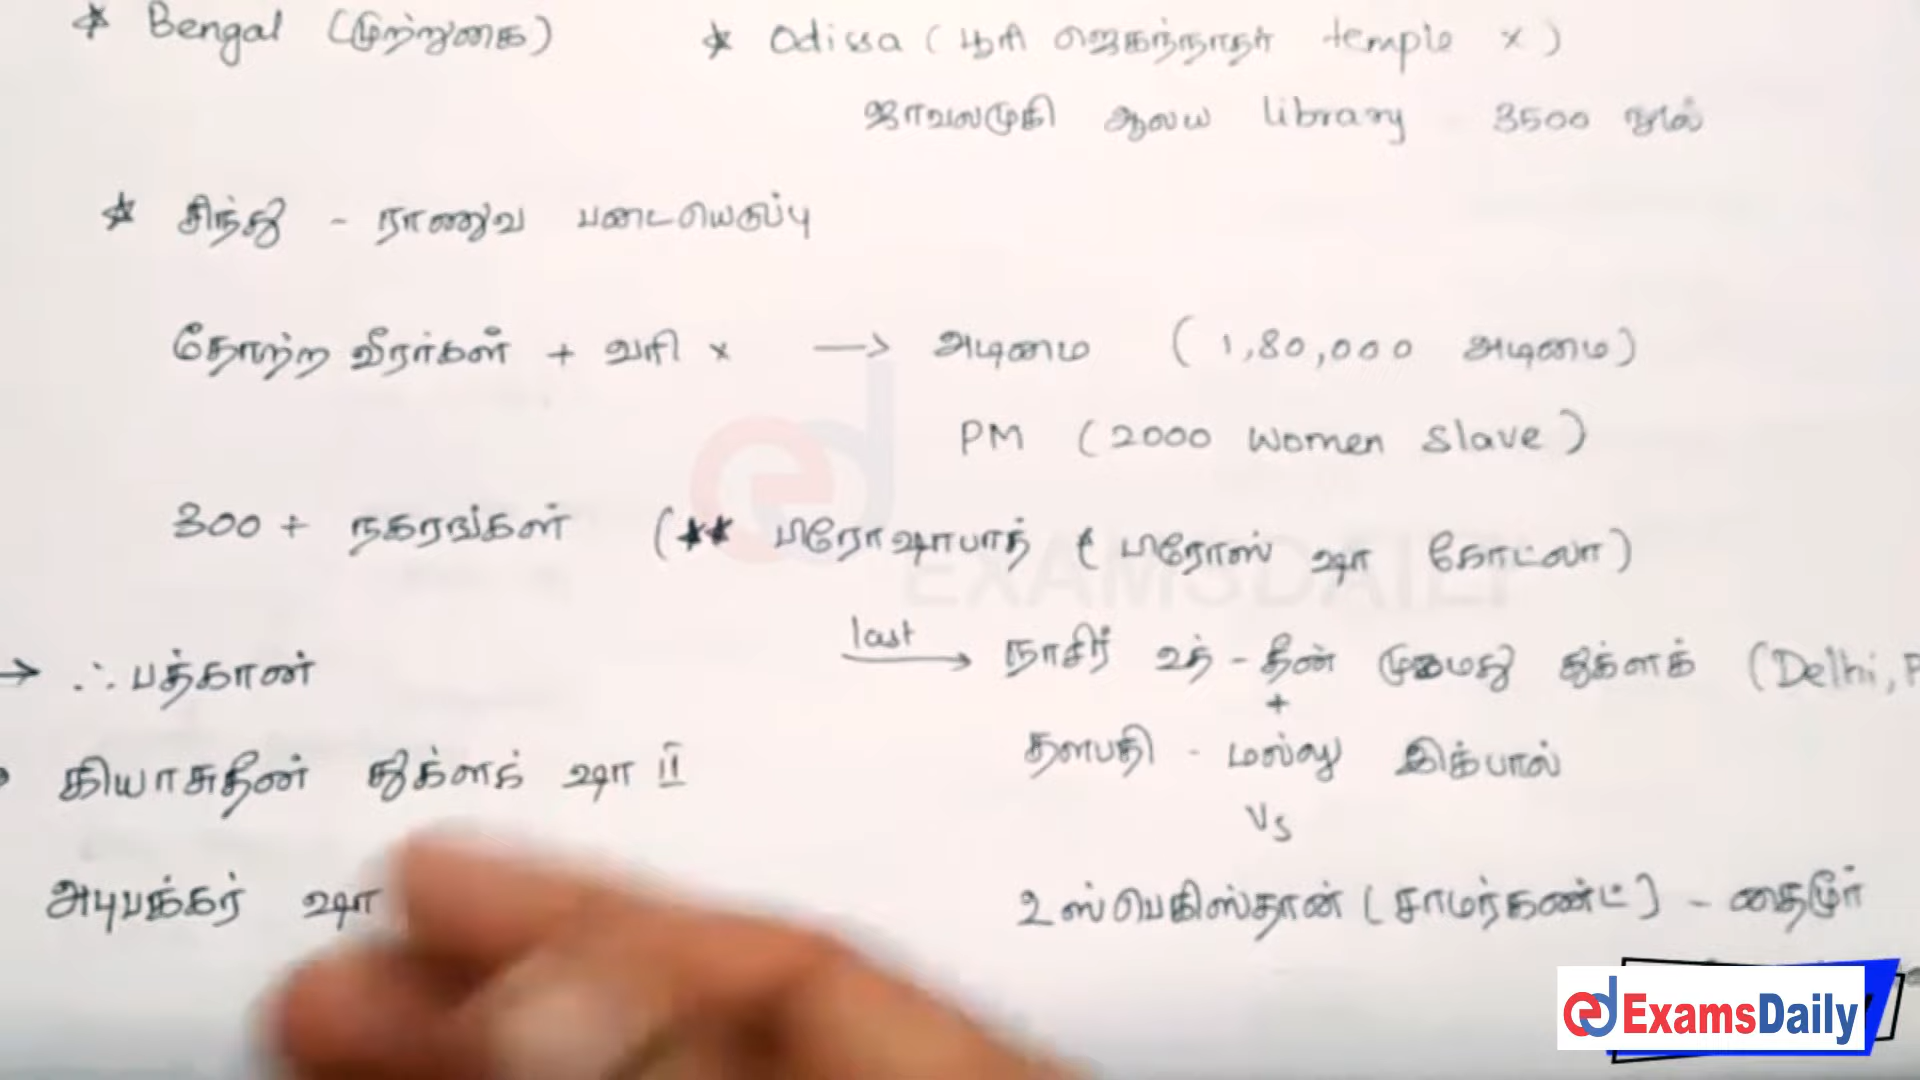 * Bengal (முற்றுகை)
* Odissa (பூரி ஜெகந்நாதர் temple x)
ஜாவலமுகி ஆலய library - 3500 நூல்
* சிந்து - ராணுவ படையெடுப்பு
தோற்ற வீரர்கள் + வரி x → அடிமை (1,80,000 அடிமை)
PM (2000 women slave)
300 + நகரங்கள் (** பிரோஷாபாத் ( பிரோஸ் ஷா கோட்லா)
EXAMSDAILY
→ ∴ பத்கான்
கியாசுதீன் துக்ளக் ஷா II
அபுபக்கர் ஷா
last → நாசிர் உத் - தீன் முகமது துக்ளக் (Delhi, P
+
தளபதி - மல்லு இக்பால்
Vs
உஸ்பெகிஸ்தான் (சாமர்கண்ட்) - தைமூர்
ExamsDaily